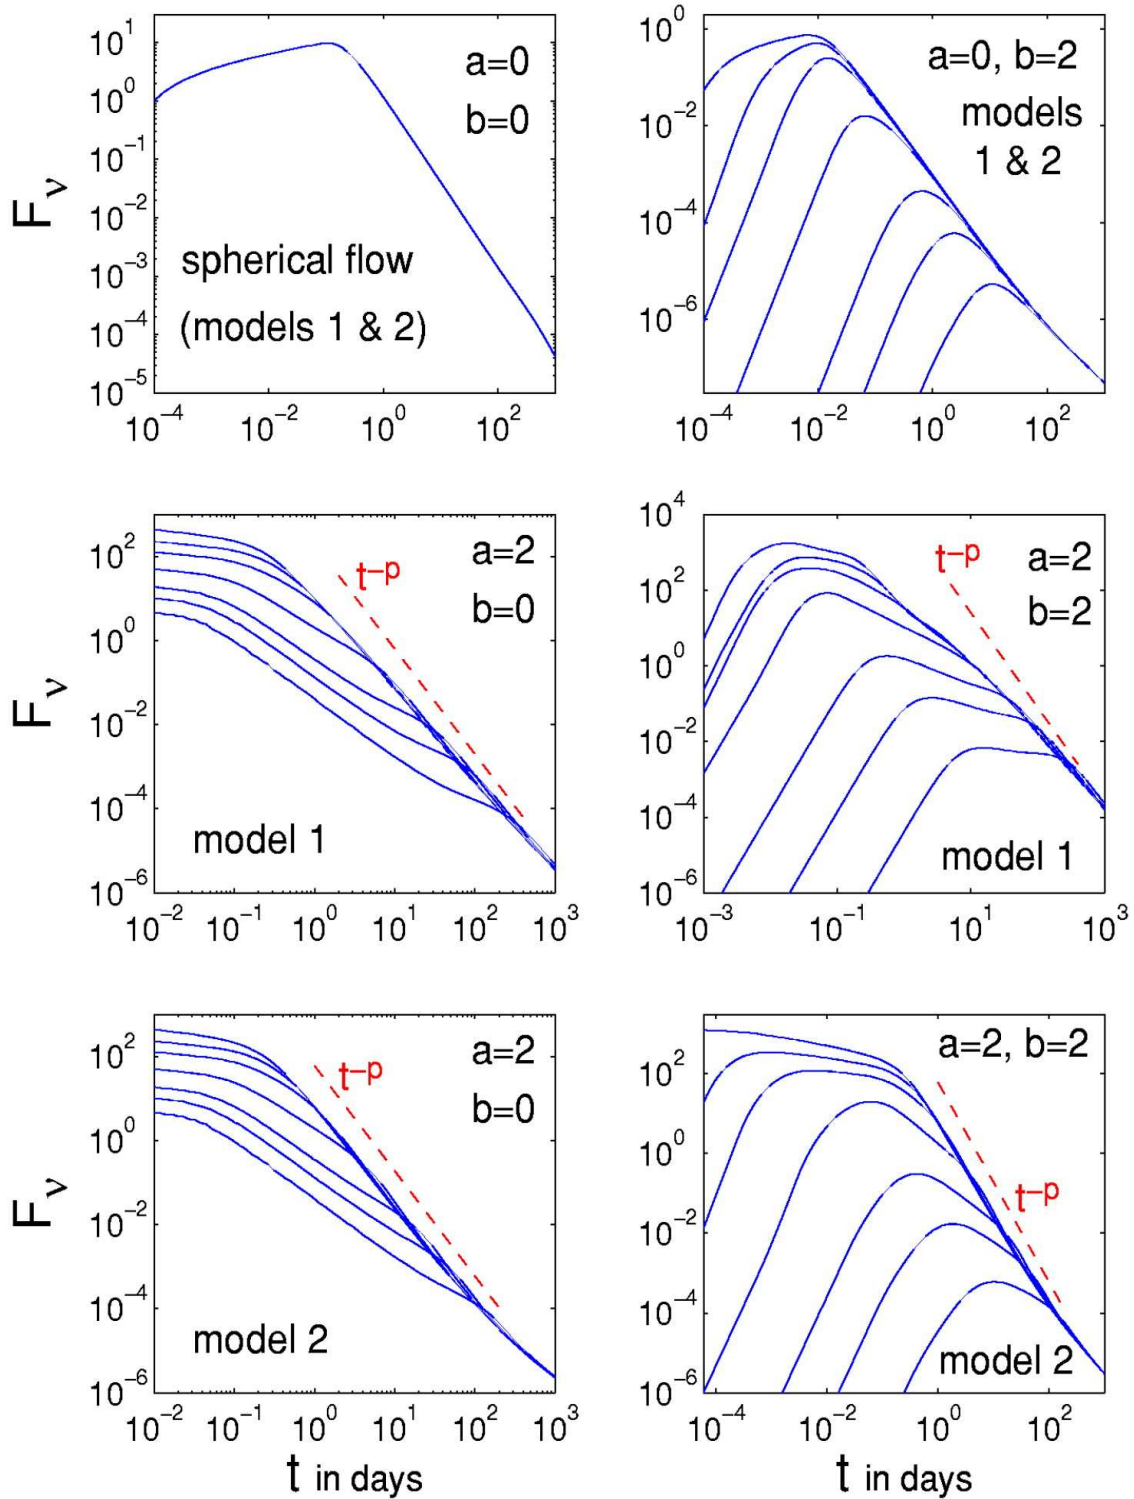 F_ν
10^1
10^0
10^-1
10^-2
10^-3
10^-4
10^-5
a=0
b=0
spherical flow
(models 1 & 2)
10^-4 10^-2 10^0 10^2
10^0
10^-2
10^-4
10^-6
a=0, b=2
models
1 & 2
10^-4 10^-2 10^0 10^2
F_ν
10^2
10^0
10^-2
10^-4
10^-6
t^-p
a=2
b=0
model 1
10^-2 10^-1 10^0 10^1 10^2 10^3
10^4
10^2
10^0
10^-2
10^-4
10^-6
t^-p
a=2
b=2
model 1
10^-3 10^-1 10^1 10^3
F_ν
10^2
10^0
10^-2
10^-4
10^-6
t^-p
a=2
b=0
model 2
10^-2 10^-1 10^0 10^1 10^2 10^3
t in days
10^2
10^0
10^-2
10^-4
10^-6
a=2, b=2
t^-p
model 2
10^-4 10^-2 10^0 10^2
t in days